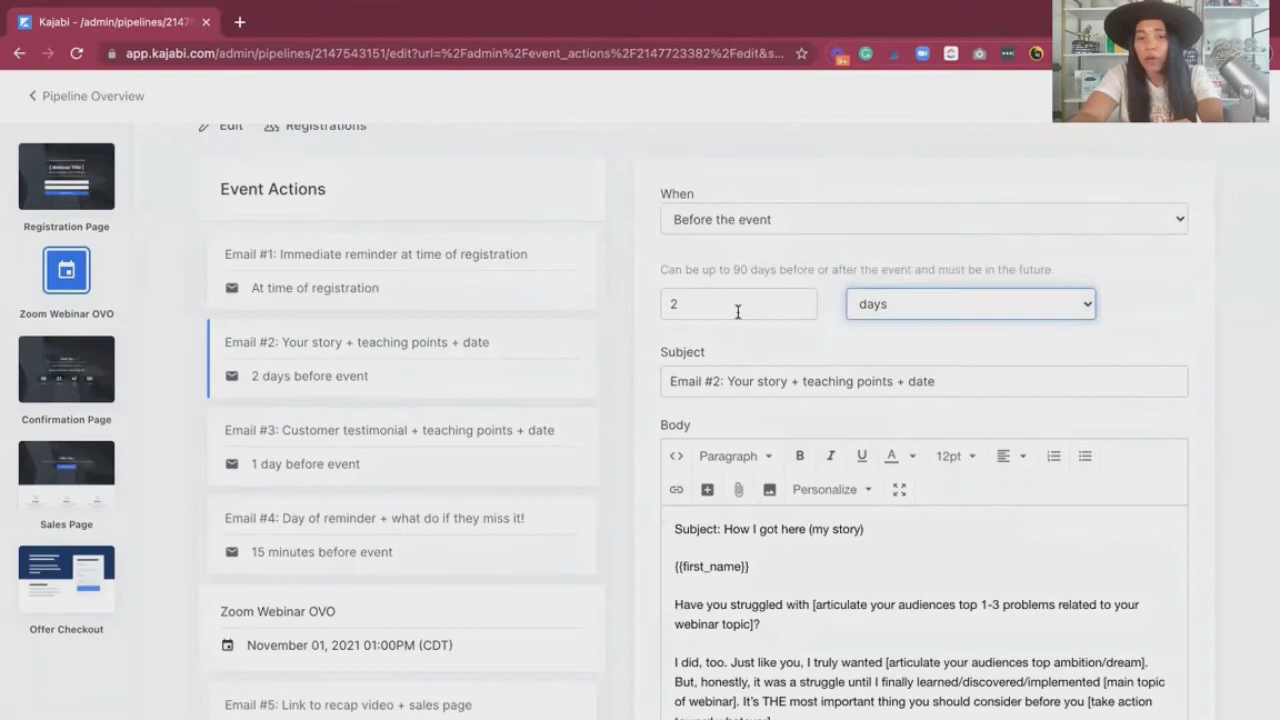 Kajabi - /admin/pipelines/2147
app.kajabi.com/admin/pipelines/2147543151/edit?url=%2Fadmin%2Fevent_actions%2F2147723382%2Fedit&s...
9+
Pipeline Overview
Edit
Registrations
Registration Page
Zoom Webinar OVO
Confirmation Page
Sales Page
Offer Checkout
Event Actions
Email #1: Immediate reminder at time of registration
At time of registration
Email #2: Your story + teaching points + date
2 days before event
Email #3: Customer testimonial + teaching points + date
1 day before event
Email #4: Day of reminder + what do if they miss it!
15 minutes before event
Zoom Webinar OVO
November 01, 2021 01:00PM (CDT)
Email #5: Link to recap video + sales page
When
Before the event
Can be up to 90 days before or after the event and must be in the future.
2
days
Subject
Email #2: Your story + teaching points + date
Body
Paragraph
B I U A 12pt
Personalize
Subject: How I got here (my story)
{{first_name}}
Have you struggled with [articulate your audiences top 1-3 problems related to your
webinar topic]?
I did, too. Just like you, I truly wanted [articulate your audiences top ambition/dream].
But, honestly, it was a struggle until I finally learned/discovered/implemented [main topic
of webinar]. It's THE most important thing you should consider before you [take action